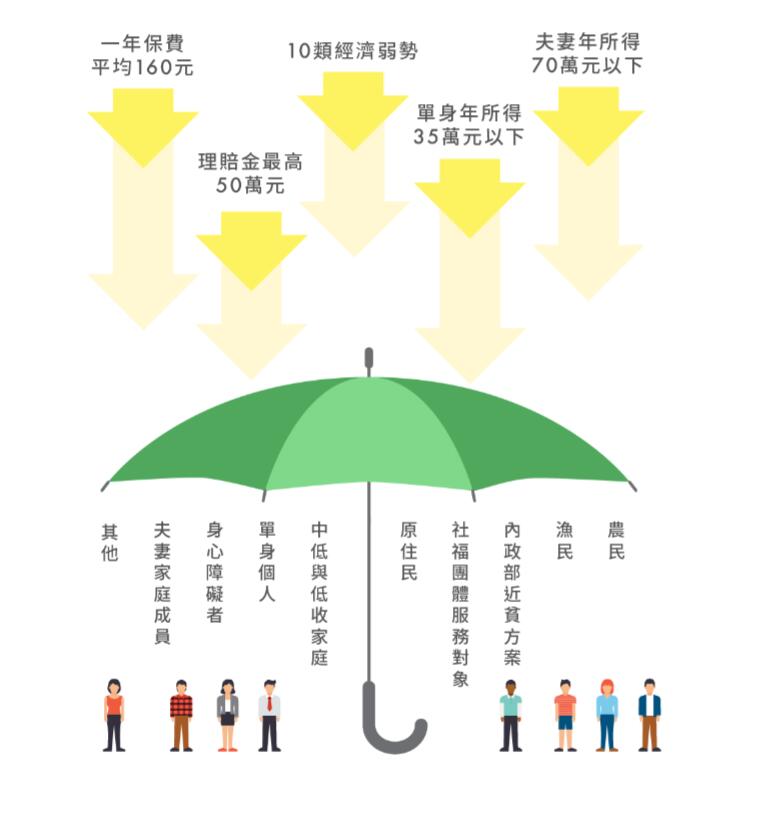 一年保費
平均160元
10類經濟弱勢
夫妻年所得
70萬元以下
理賠金最高
50萬元
單身年所得
35萬元以下
其他
夫妻家庭成員
身心障礙者
單身個人
中低與低收家庭
原住民
社福團體服務對象
內政部近貧方案
漁民
農民